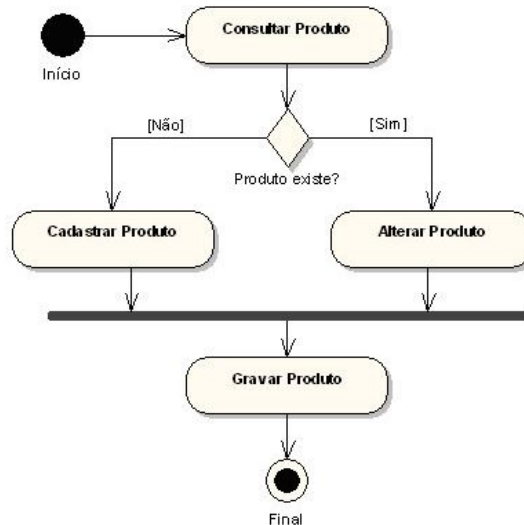 Consultar Produto
Início
[Não]
[Sim]
Produto existe?
Cadastrar Produto
Alterar Produto
Gravar Produto
Final